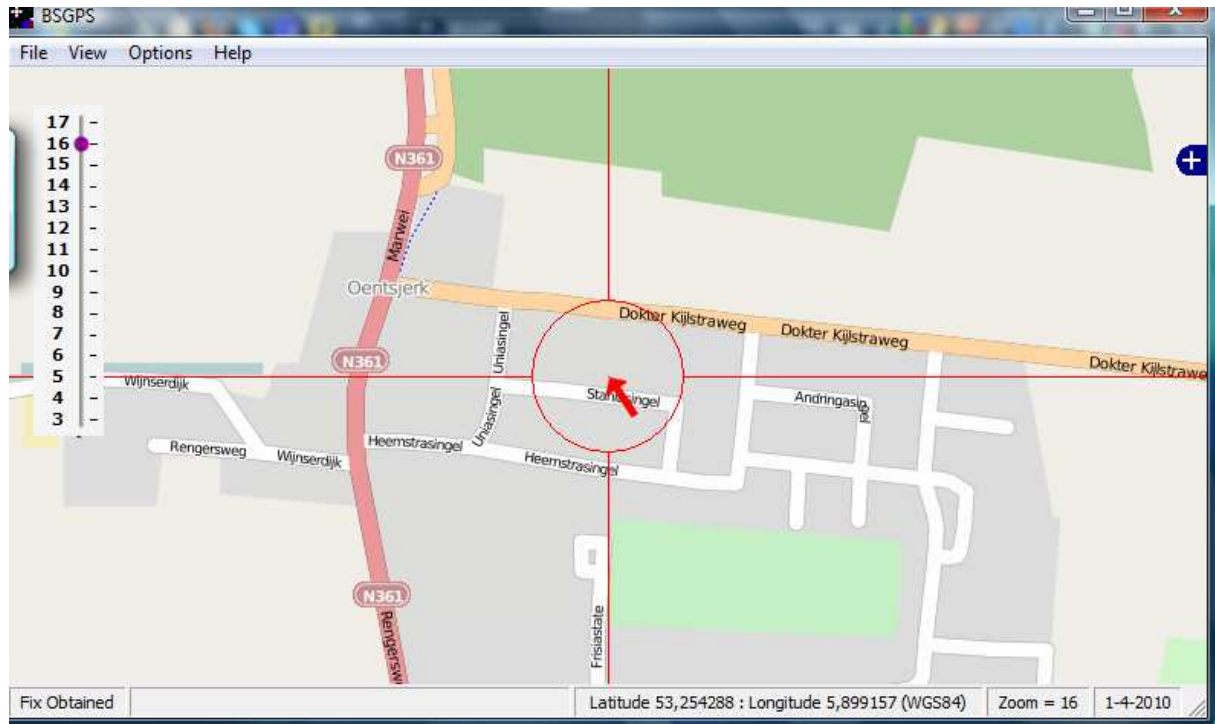 BSGPS
File View Options Help
17
16
15
14
13
12
11
10
9
8
7
6
5
4
3
N361
Marwei
Oentsjerk
Dokter Kijlstraweg
Dokter Kijlstraweg
Dokter Kijlstrawe
Uniasingel
N361
Wijnserdijk
Andringasingel
Uniasingel
Heemstrasingel
Rengersweg
Wijnserdijk
Heemstrasingel
N361
Rengersw
Frisiastate
Fix Obtained
Latitude 53,254288 : Longitude 5,899157 (WGS84)
Zoom = 16
1-4-2010